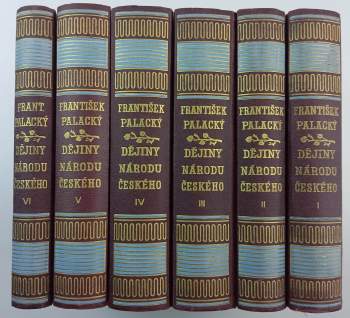 FRANT.
PALACKÝ
DĚJINY
NÁRODU
ČESKÉHO
VI
FRANTIŠEK
PALACKÝ
DĚJINY
NÁRODU
ČESKÉHO
V
FRANTIŠEK
PALACKÝ
DĚJINY
NÁRODU
ČESKÉHO
IV
FRANTIŠEK
PALACKÝ
DĚJINY
NÁRODU
ČESKÉHO
III
FRANTIŠEK
PALACKÝ
DĚJINY
NÁRODU
ČESKÉHO
II
FRANTIŠEK
PALACKÝ
DĚJINY
NÁRODU
ČESKÉHO
I